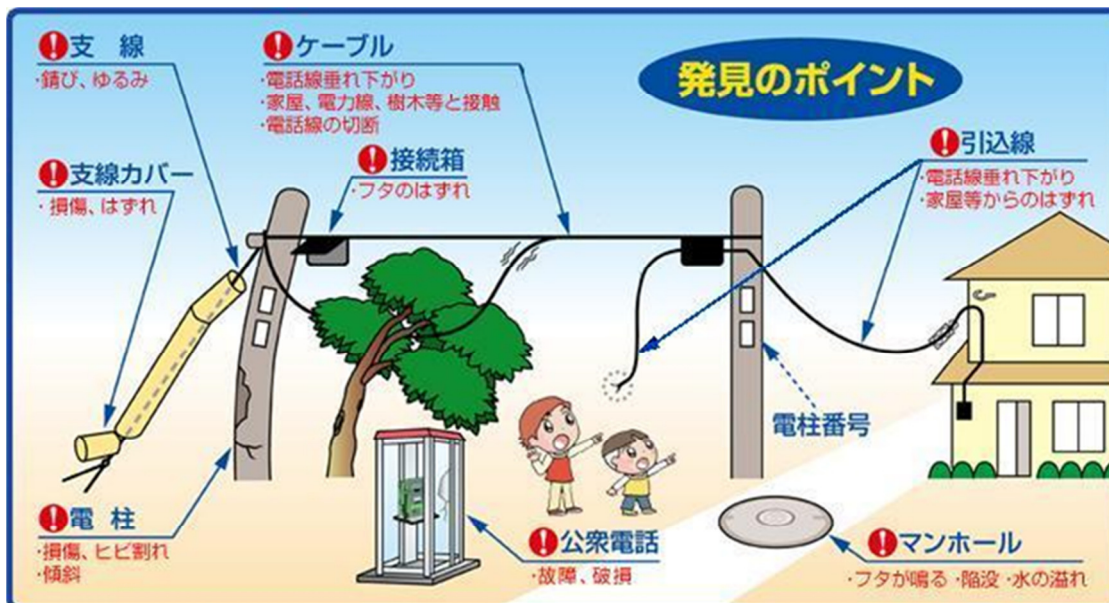 発見のポイント
支線
・錆び、ゆるみ
ケーブル
・電話線垂れ下がり
・家屋、電力線、樹木等と接触
・電話線の切断
引込線
・電話線垂れ下がり
・家屋等からのはずれ
支線カバー
・損傷、はずれ
接続箱
・フタのはずれ
電柱番号
電柱
・損傷、ヒビ割れ
・傾斜
公衆電話
・故障、破損
マンホール
・フタが鳴る・陥没・水の溢れ